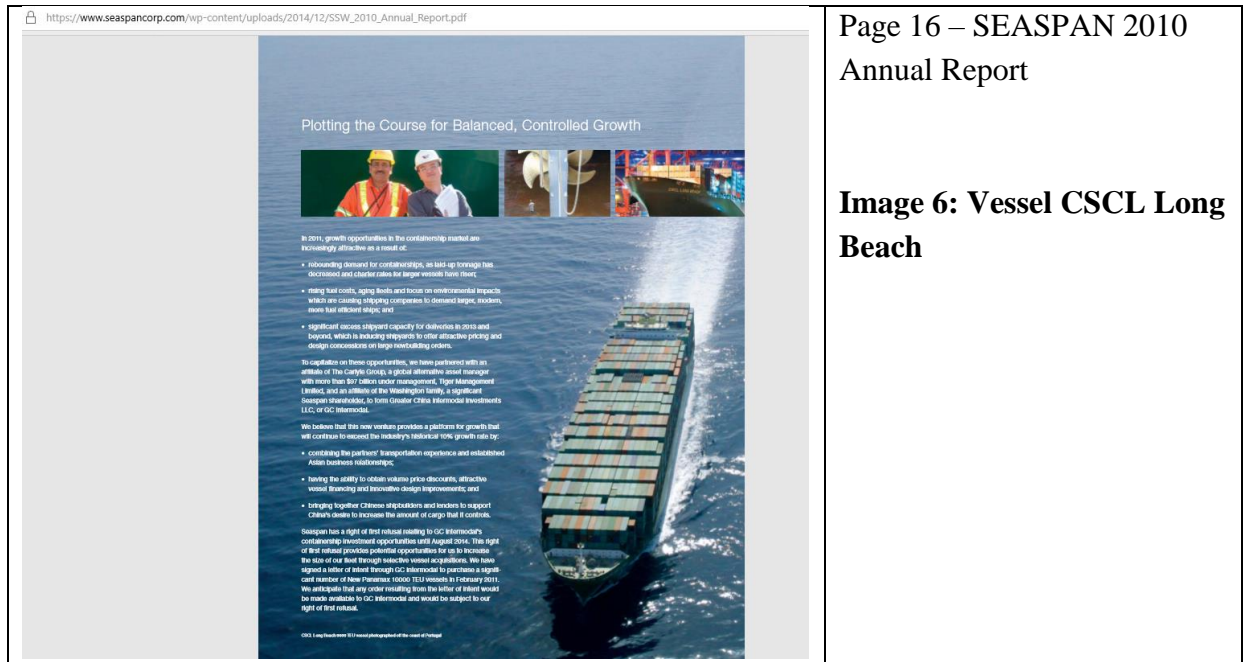 https://www.seaspancorp.com/wp-content/uploads/2014/12/SSW_2010_Annual_Report.pdf
Plotting the Course for Balanced, Controlled Growth
In 2011, growth opportunities in the containership market are
increasingly attractive as a result of:
• rebounding demand for containerships, as laid-up tonnage has
decreased and charter rates for larger vessels have risen;
• rising fuel costs, aging fleets and focus on environmental impacts
which are causing shipping companies to demand larger, modern,
more fuel efficient ships; and
• significant excess shipyard capacity for deliveries in 2013 and
beyond, which is inducing shipyards to offer attractive pricing and
design concessions on large newbuilding orders.
To capitalize on these opportunities, we have partnered with an
affiliate of The Carlyle Group, a global alternative asset manager
with more than $97 billion under management, Tiger Management
Limited, and an affiliate of the Washington family, a significant
Seaspan shareholder, to form Greater China Intermodal Investments
LLC, or GC Intermodal.
We believe that this new venture provides a platform for growth that
will continue to exceed the industry's historical 10% growth rate by:
• combining the partners' transportation experience and established
Asian business relationships;
• having the ability to obtain volume price discounts, attractive
vessel financing and innovative design improvements; and
• bringing together Chinese shipbuilders and lenders to support
China's desire to increase the amount of cargo that it controls.
Seaspan has a right of first refusal relating to GC Intermodal's
containership investment opportunities until August 2014. This right
of first refusal provides potential opportunities for us to increase
the size of our fleet through selective vessel acquisitions. We have
signed a letter of intent through GC Intermodal to purchase a signifi-
cant number of New Panamax 10000 TEU vessels in February 2011.
We anticipate that any order resulting from the letter of intent would
be made available to GC Intermodal and would be subject to our
right of first refusal.
CSCL Long Beach TEU vessel photographed off the coast of Portugal
Page 16 – SEASPAN 2010
Annual Report
Image 6: Vessel CSCL Long
Beach